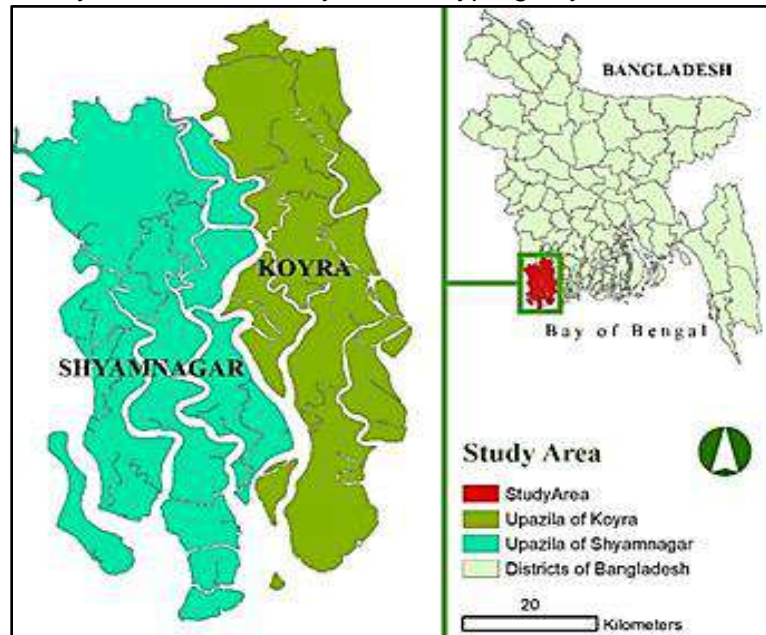 BANGLADESH
KOYRA
SHYAMNAGAR
Bay of Bengal
Study Area
StudyArea
Upazila of Koyra
Upazila of Shyamnagar
Districts of Bangladesh
20
Kilometers